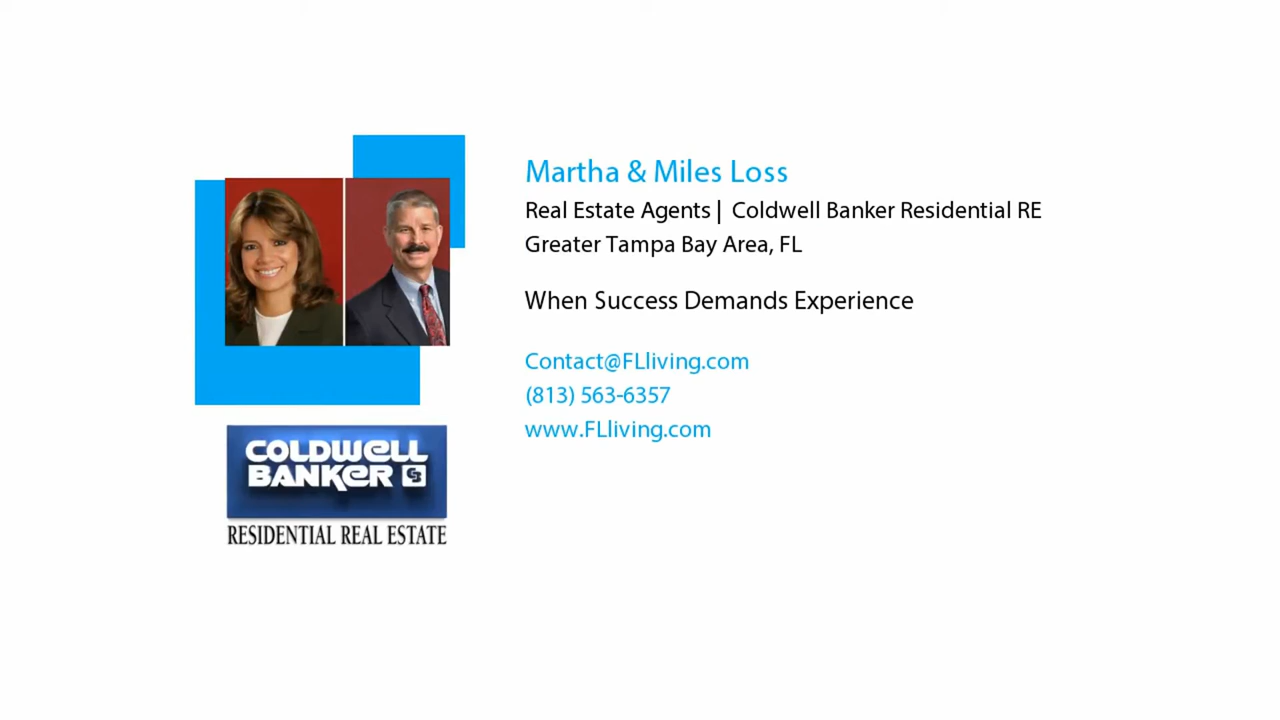 Martha & Miles Loss
Real Estate Agents | Coldwell Banker Residential RE
Greater Tampa Bay Area, FL
When Success Demands Experience
Contact@FLliving.com
(813) 563-6357
www.FLliving.com
COLDWELL
BANKER CB
RESIDENTIAL REAL ESTATE